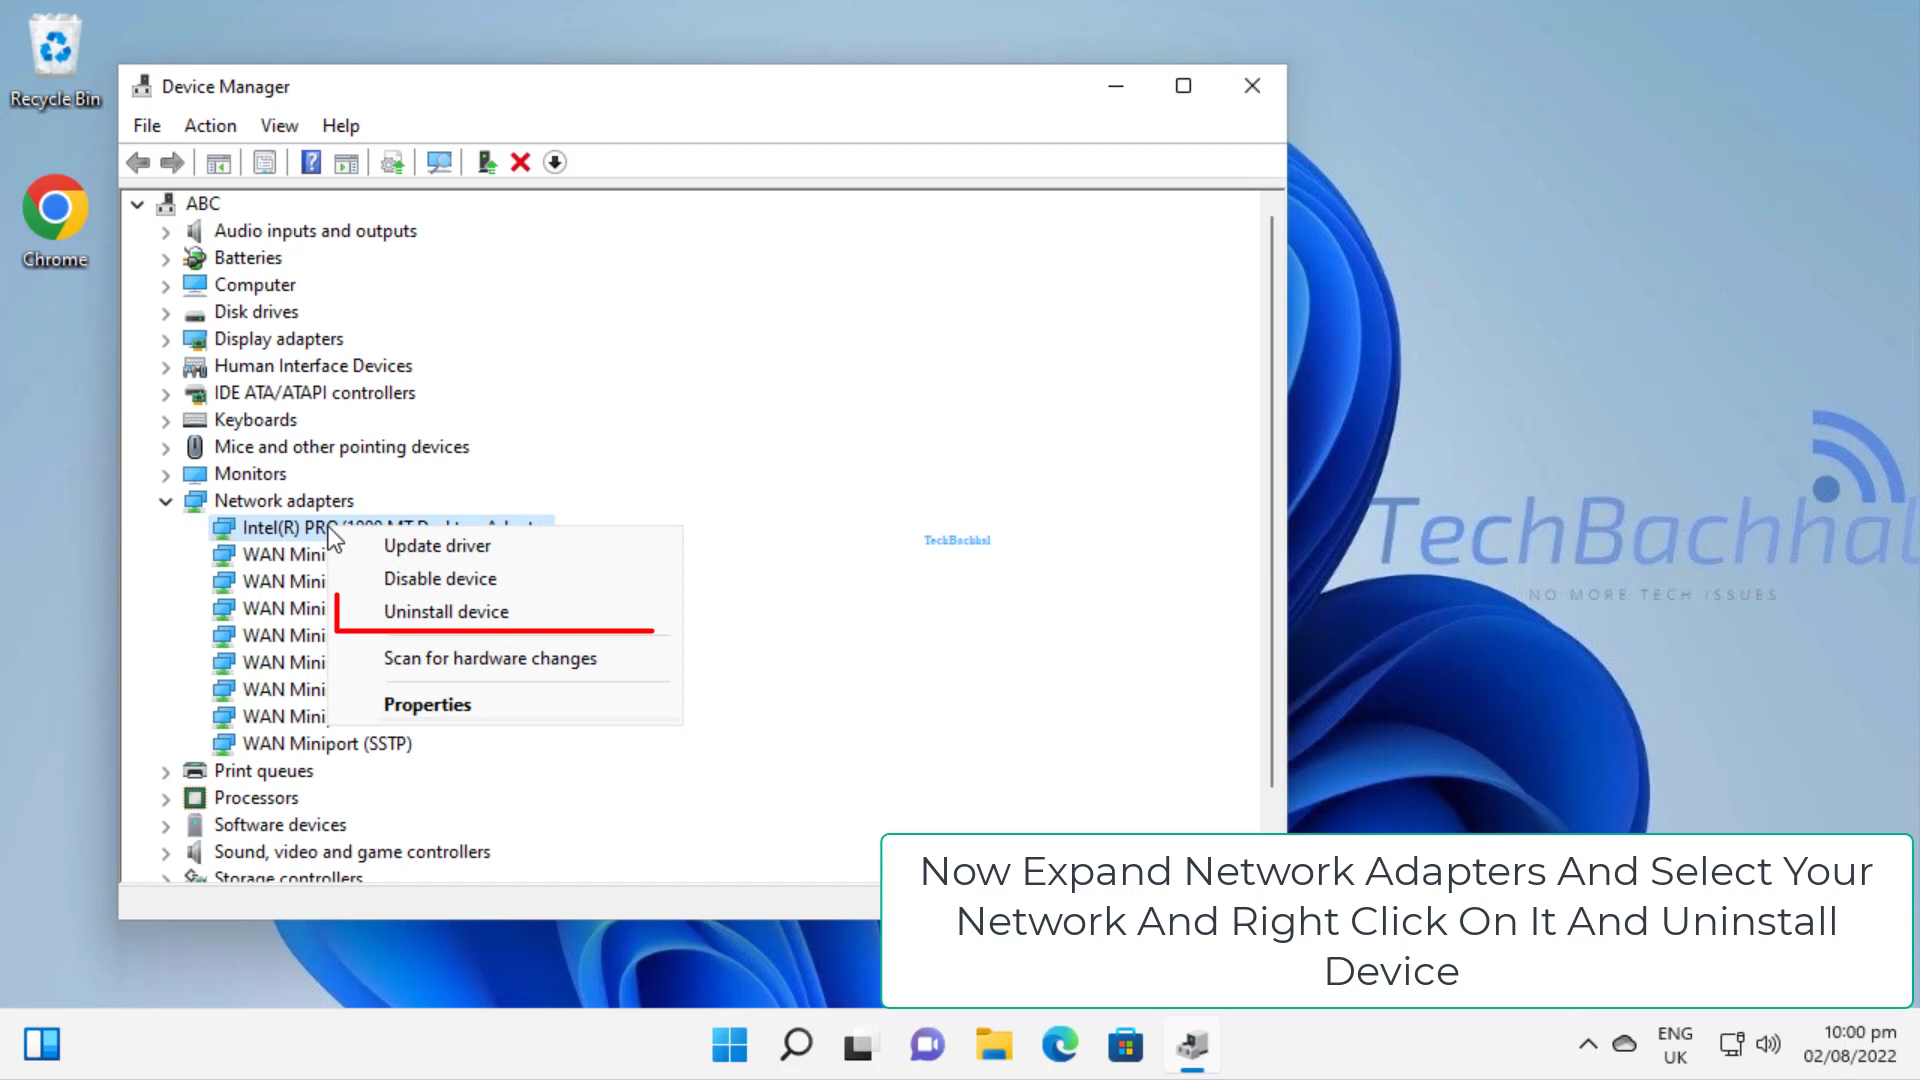 Recycle Bin
Chrome
Device Manager
File Action View Help
ABC
Audio inputs and outputs
Batteries
Computer
Disk drives
Display adapters
Human Interface Devices
IDE ATA/ATAPI controllers
Keyboards
Mice and other pointing devices
Monitors
Network adapters
Intel(R) PRO/1000 MT Desktop Adapter
WAN Mini
WAN Mini
WAN Mini
WAN Mini
WAN Mini
WAN Mini
WAN Mini
WAN Miniport (SSTP)
Print queues
Processors
Software devices
Sound, video and game controllers
Storage controllers
Update driver
Disable device
Uninstall device
Scan for hardware changes
Properties
TechBachhal
TechBachhal
NO MORE TECH ISSUES
Now Expand Network Adapters And Select Your
Network And Right Click On It And Uninstall
Device
ENG
UK
10:00 pm
02/08/2022